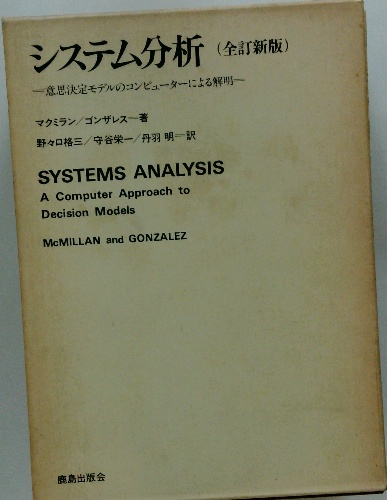 システム分析（全訂新版）
—意思決定モデルのコンピューターによる解明—
マクミラン/ゴンザレス—著
野々口格三/守谷栄一/丹羽 明—訳
SYSTEMS ANALYSIS
A Computer Approach to
Decision Models
McMILLAN and GONZALEZ
鹿島出版会